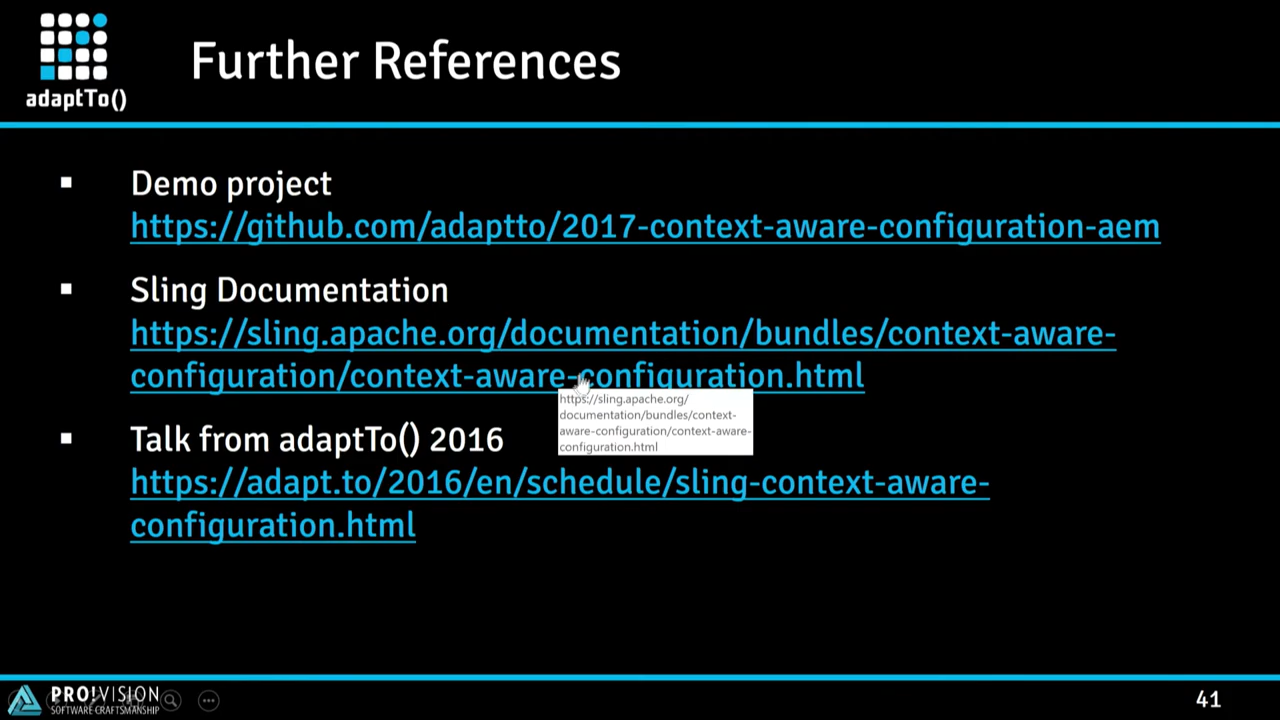 adaptTo()
Further References
Demo project
https://github.com/adaptto/2017-context-aware-configuration-aem
Sling Documentation
https://sling.apache.org/documentation/bundles/context-aware-
configuration/context-aware-configuration.html
https://sling.apache.org/
documentation/bundles/context-
aware-configuration/context-aware-
configuration.html
Talk from adaptTo() 2016
https://adapt.to/2016/en/schedule/sling-context-aware-
configuration.html
PRO!VISION
SOFTWARE CRAFTSMANSHIP
41